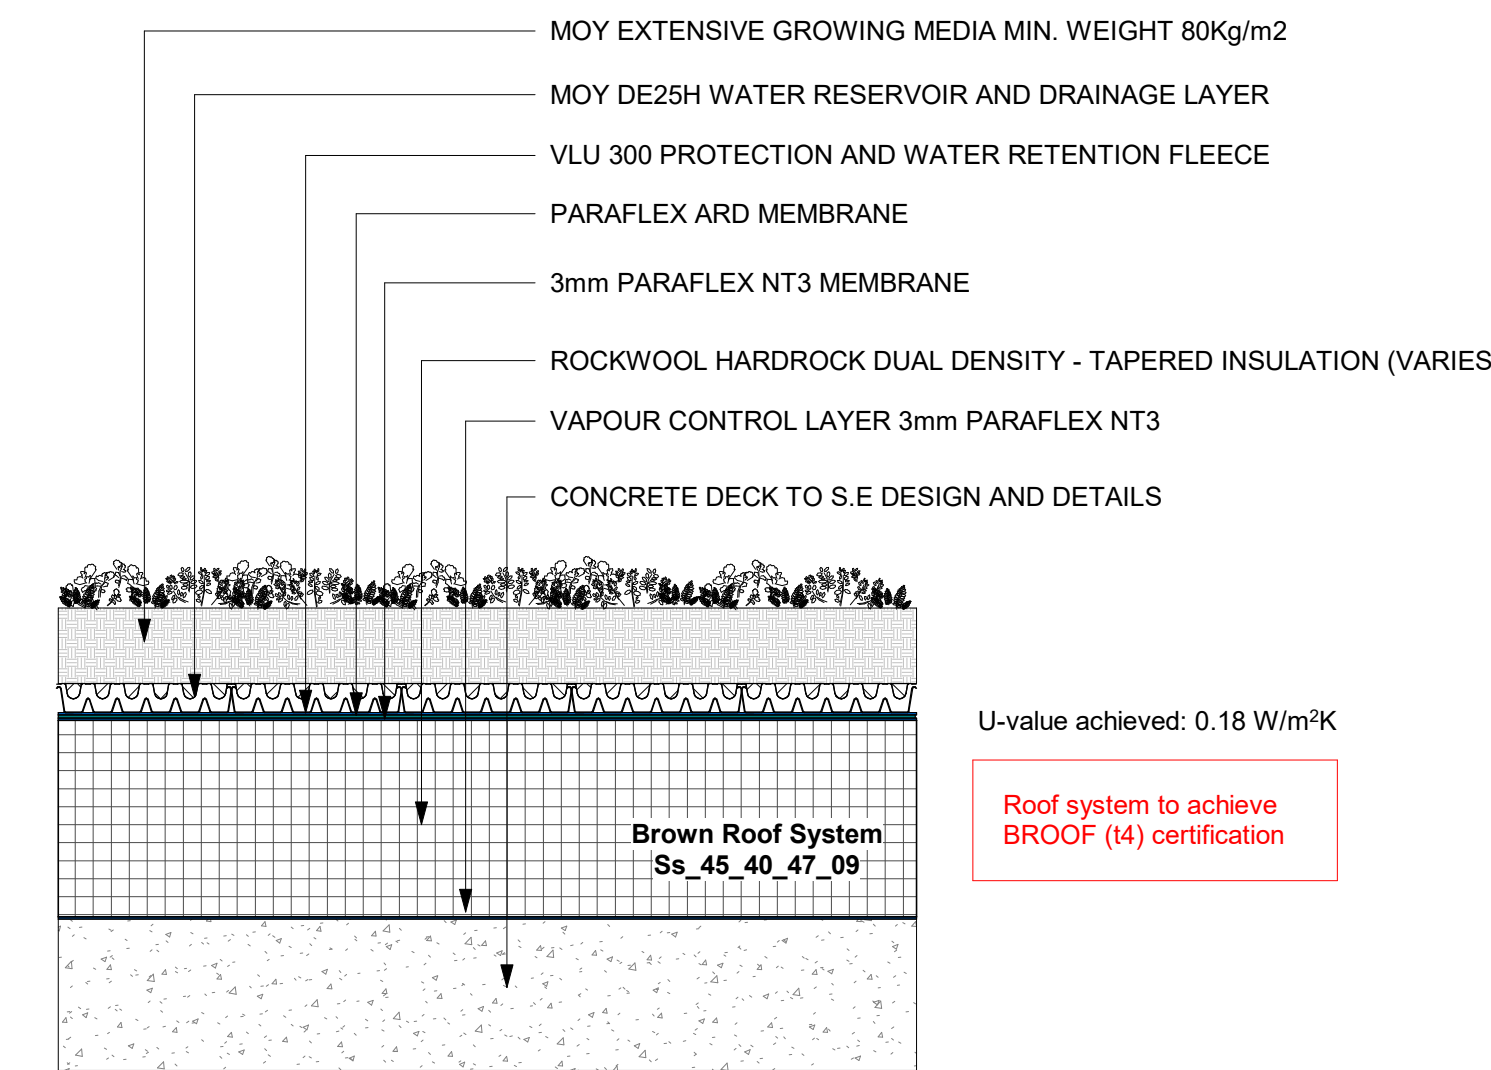 MOY EXTENSIVE GROWING MEDIA MIN. WEIGHT 80Kg/m2
MOY DE25H WATER RESERVOIR AND DRAINAGE LAYER
VLU 300 PROTECTION AND WATER RETENTION FLEECE
PARAFLEX ARD MEMBRANE
3mm PARAFLEX NT3 MEMBRANE
ROCKWOOL HARDROCK DUAL DENSITY - TAPERED INSULATION (VARIES
VAPOUR CONTROL LAYER 3mm PARAFLEX NT3
CONCRETE DECK TO S.E DESIGN AND DETAILS
U-value achieved: 0.18 W/m²K
Roof system to achieve
BROOF (t4) certification
Brown Roof System
Ss_45_40_47_09